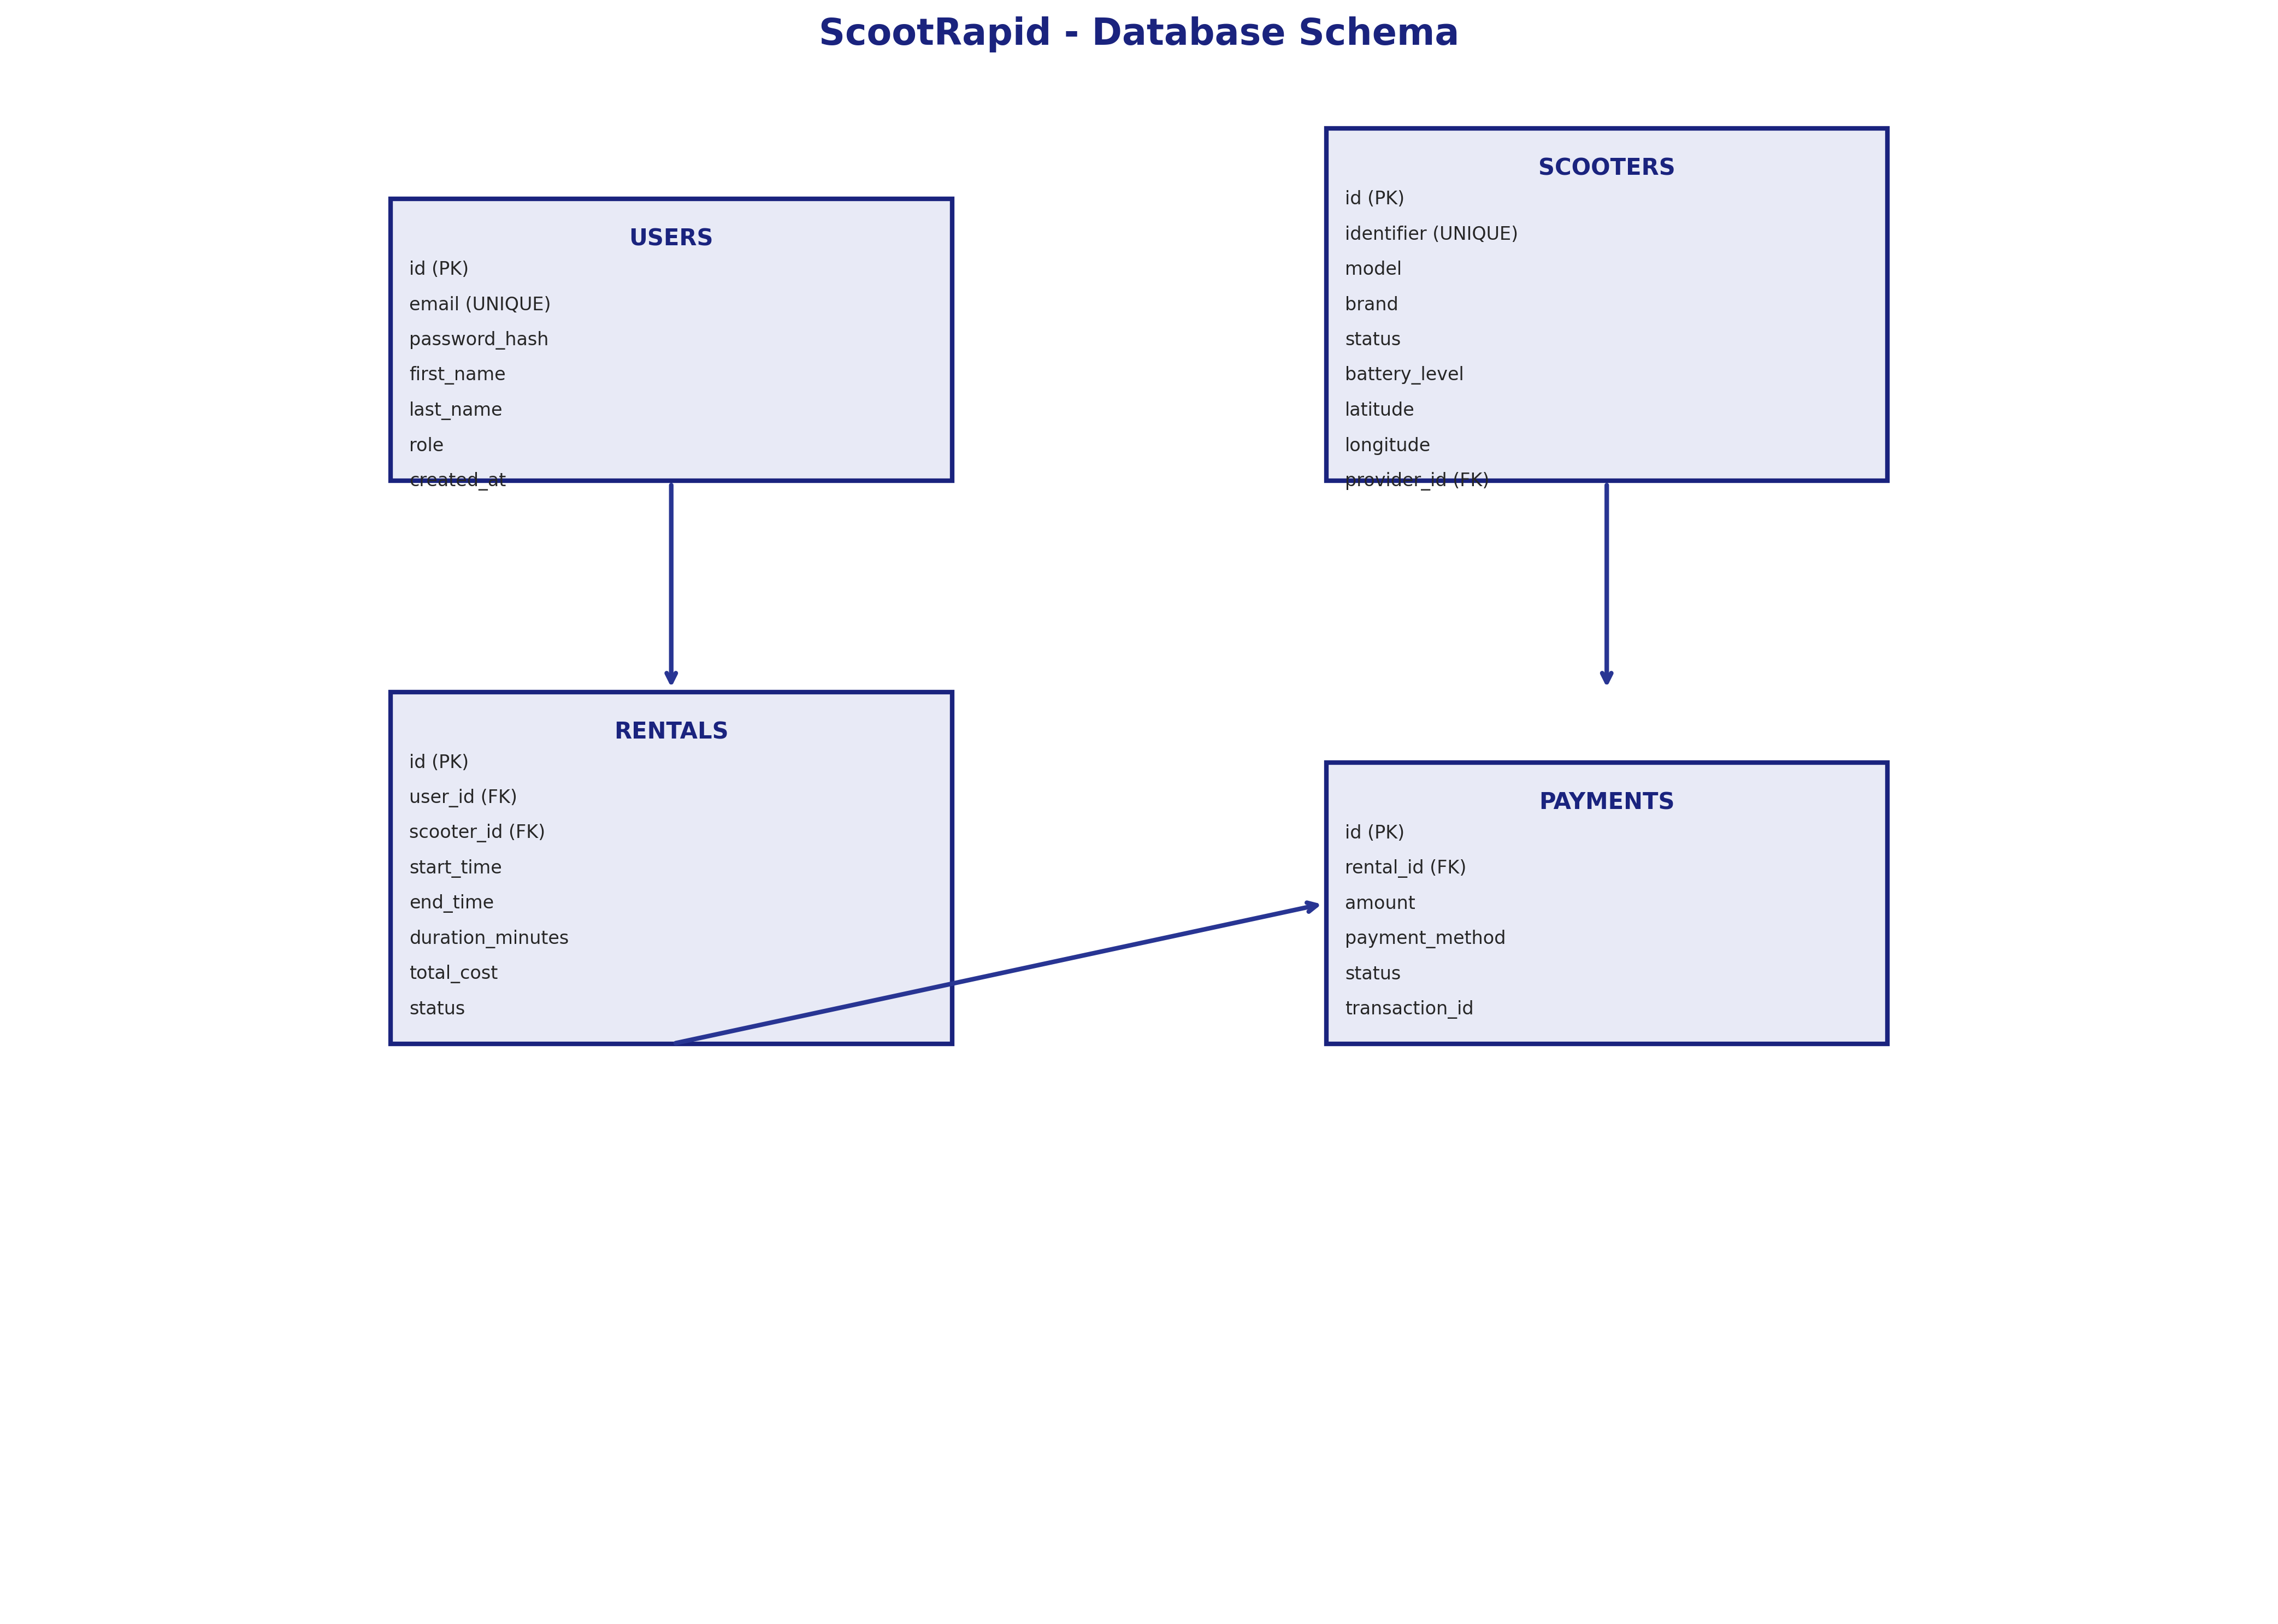 ScootRapid - Database Schema
USERS
id (PK)
email (UNIQUE)
password_hash
first_name
last_name
role
created_at
SCOOTERS
id (PK)
identifier (UNIQUE)
model
brand
status
battery_level
latitude
longitude
provider_id (FK)
RENTALS
id (PK)
user_id (FK)
scooter_id (FK)
start_time
end_time
duration_minutes
total_cost
status
PAYMENTS
id (PK)
rental_id (FK)
amount
payment_method
status
transaction_id